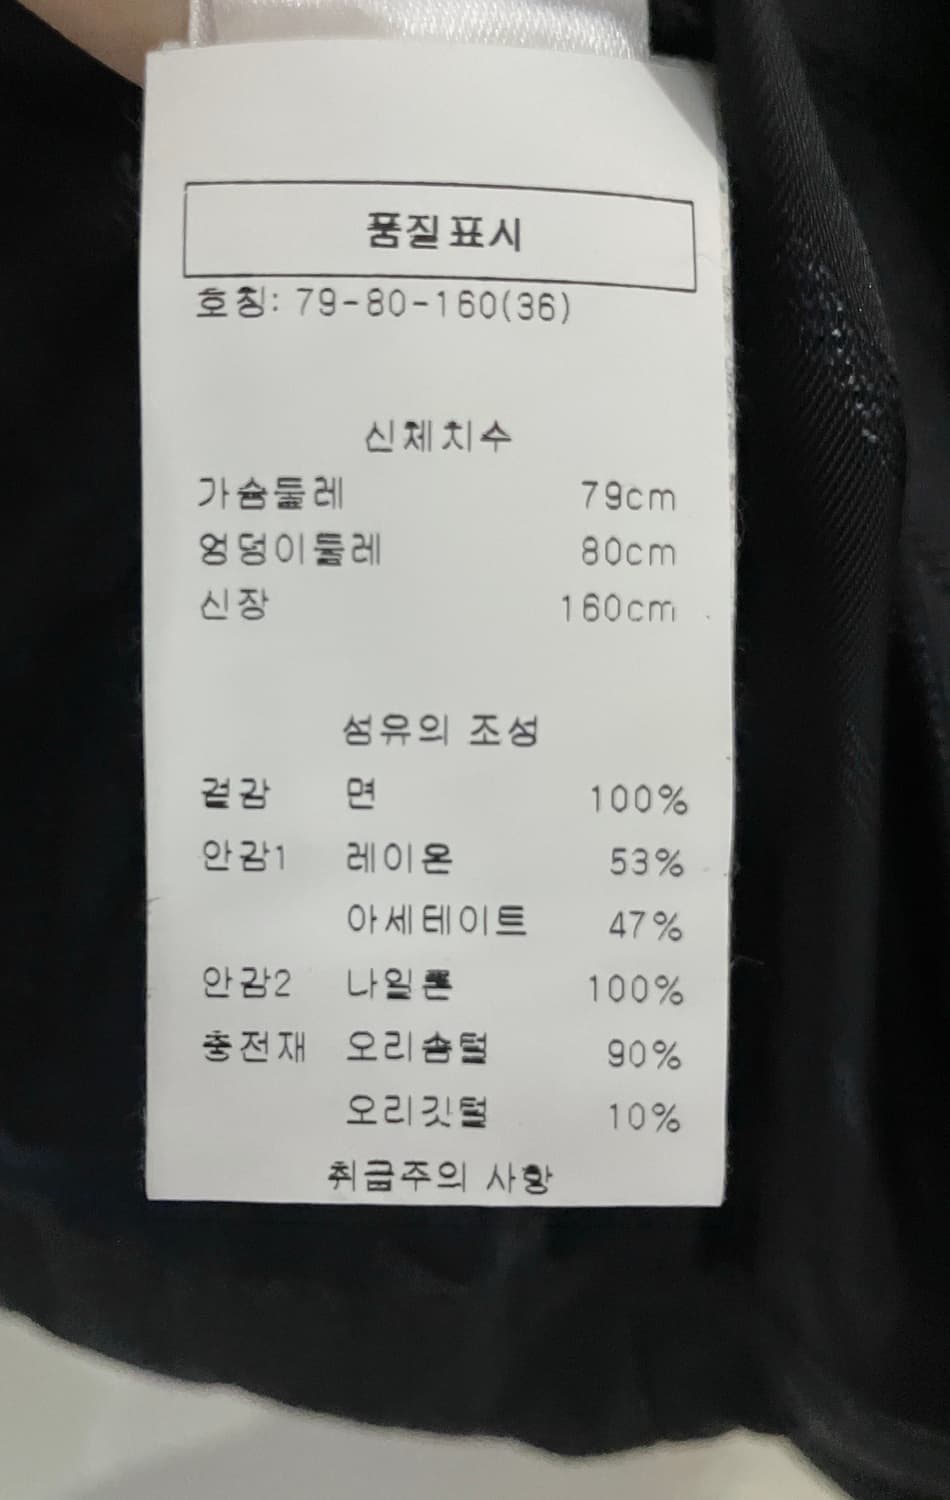 품질표시
호칭: 79-80-160(36)
신체치수
가슴둘레 79cm
엉덩이둘레 80cm
신장 160cm
섬유의 조성
겉감 면 100%
안감1 레이온 53%
아세테이트 47%
안감2 나일론 100%
충전재 오리솜털 90%
오리깃털 10%
취급주의 사항